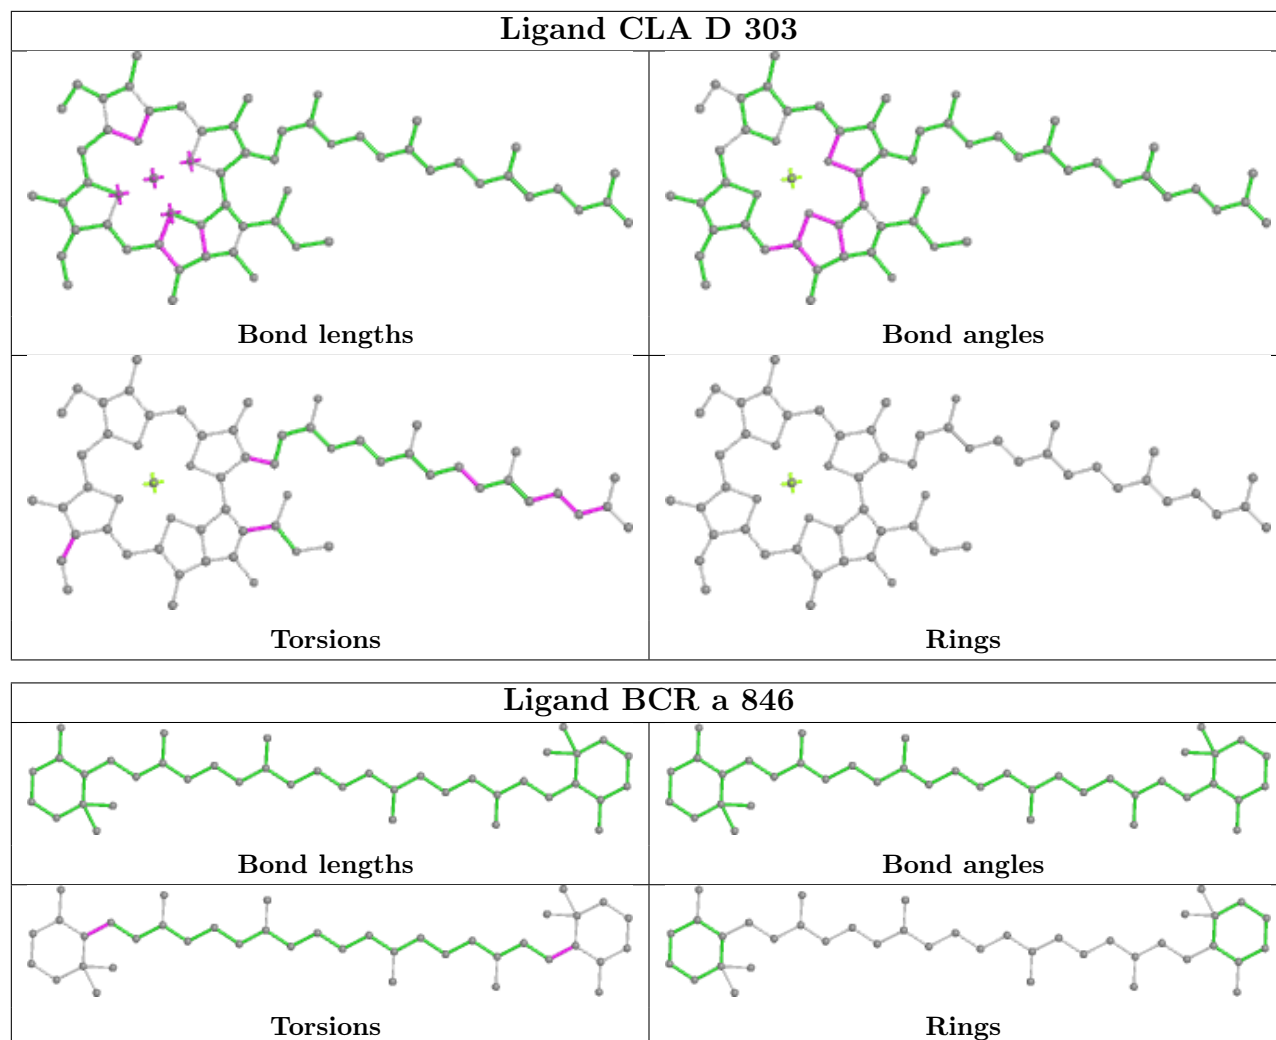 Ligand CLA D 303
Bond lengths
Bond angles
Torsions
Rings
Ligand BCR a 846
Bond lengths
Bond angles
Torsions
Rings